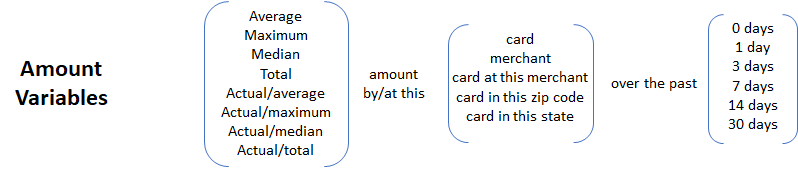 Amount
Variables
Average
Maximum
Median
Total
Actual/average
Actual/maximum
Actual/median
Actual/total
amount
by/at this
card
merchant
card at this merchant
card in this zip code
card in this state
over the past
0 days
1 day
3 days
7 days
14 days
30 days